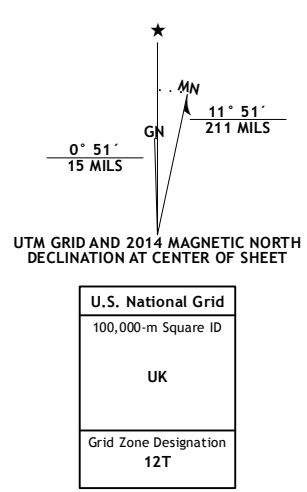 ★
MN
GN
11° 51´
211 MILS
0° 51´
15 MILS
UTM GRID AND 2014 MAGNETIC NORTH
DECLINATION AT CENTER OF SHEET
U.S. National Grid
100,000-m Square ID
UK
Grid Zone Designation
12T